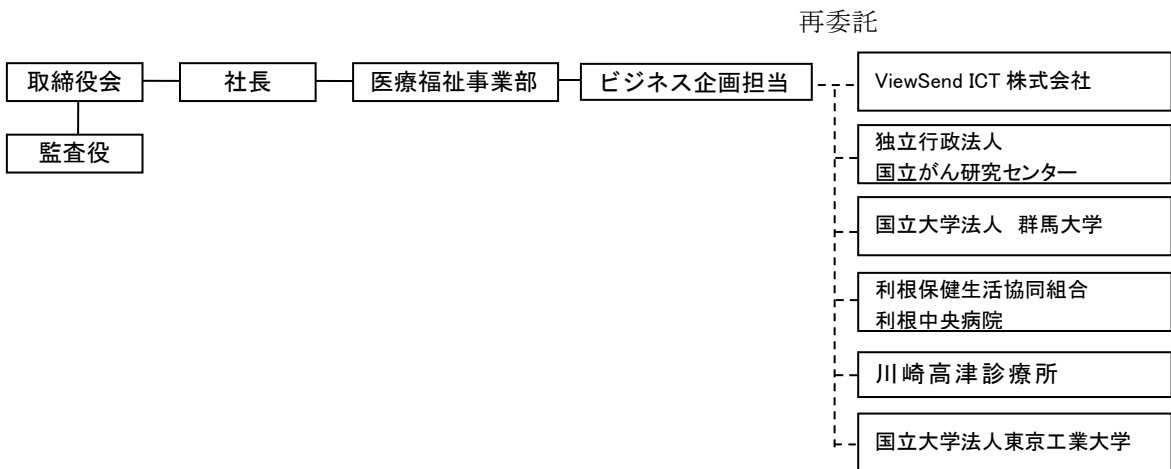 再委託
取締役会
社長
医療福祉事業部
ビジネス企画担当
ViewSend ICT 株式会社
監査役
独立行政法人
国立がん研究センター
国立大学法人　群馬大学
利根保健生活協同組合
利根中央病院
川崎高津診療所
国立大学法人東京工業大学